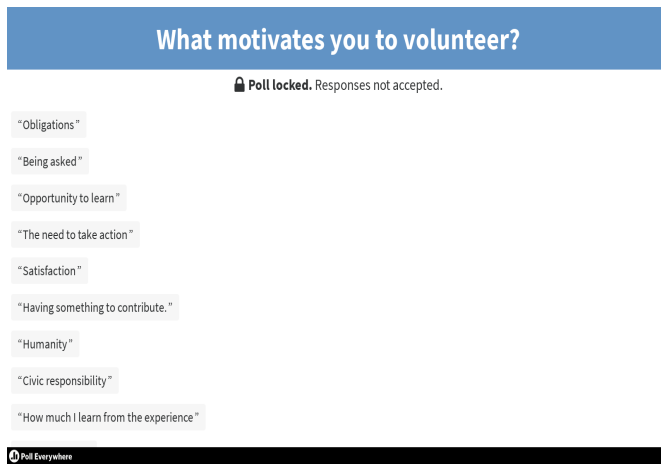 What motivates you to volunteer?
Poll locked. Responses not accepted.
“Obligations”
“Being asked”
“Opportunity to learn”
“The need to take action”
“Satisfaction”
“Having something to contribute.”
“Humanity”
“Civic responsibility”
“How much I learn from the experience”
Poll Everywhere